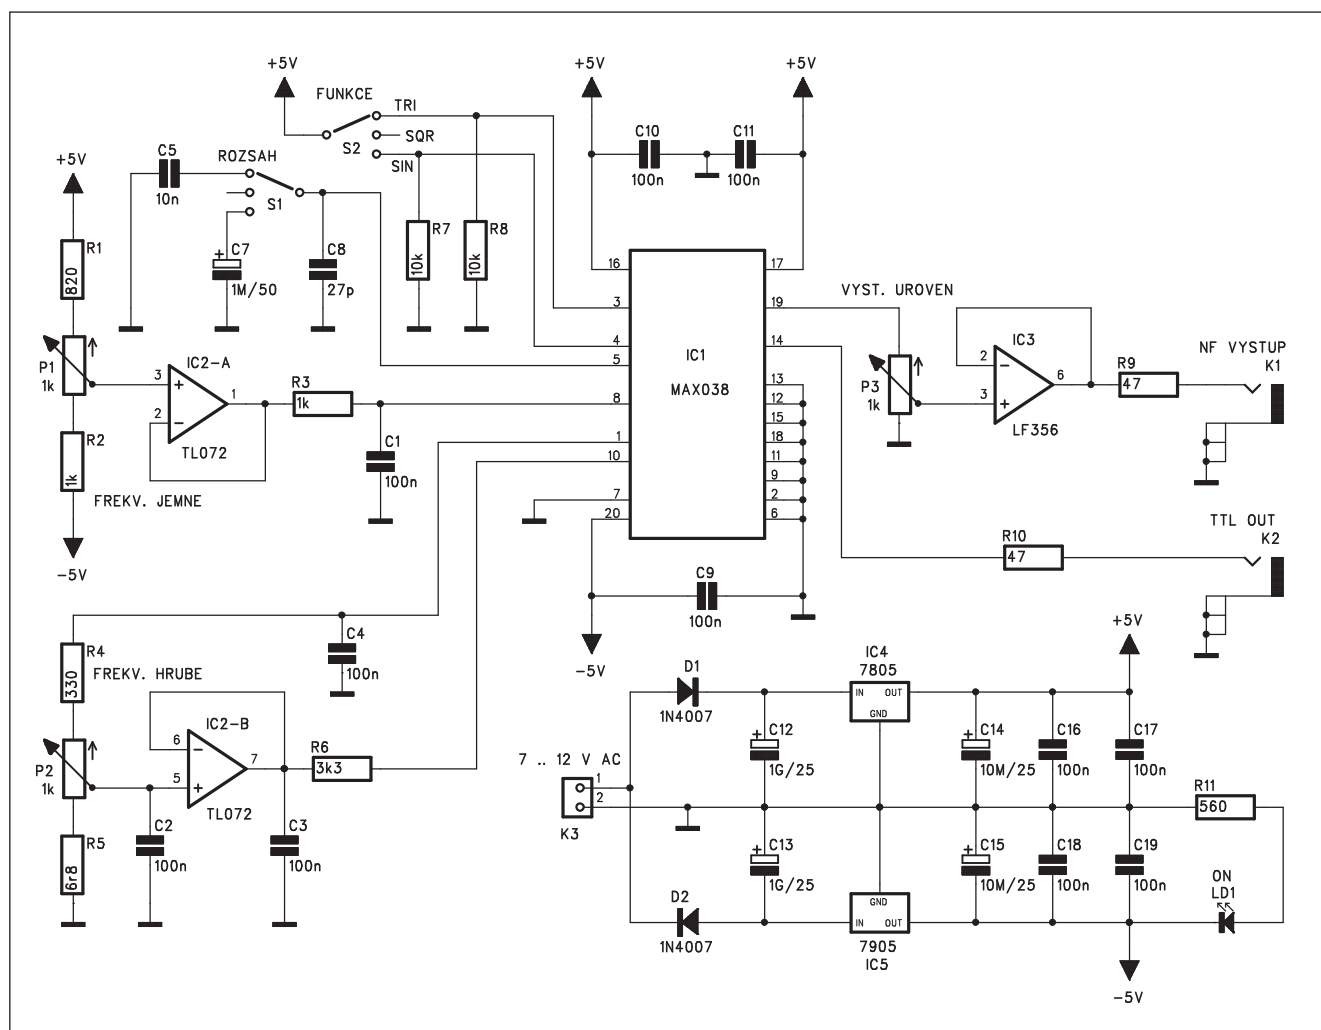 +5V
FUNKCE
TRI
SQR
S2
SIN
+5V
+5V
C10
100n
C11
100n
+5V
C5
10n
ROZSAH
S1
C7
+
1M/50
C8
27p
R7
10k
R8
10k
R1
820
P1
1k
IC2-A
3
+
2
−
1
TL072
R3
1k
C1
100n
R2
1k
FREKV. JEMNE
-5V
16
3
4
5
8
1
10
7
20
IC1
MAX038
17
19
14
13
12
15
18
11
9
2
6
VYST. UROVEN
P3
1k
IC3
2
−
3
+
6
LF356
R9
47
NF VYSTUP
K1
R10
47
TTL OUT
K2
C9
100n
-5V
R4
330
FREKV. HRUBE
C4
100n
P2
1k
IC2-B
6
−
5
+
7
TL072
R6
3k3
R5
6r8
C2
100n
C3
100n
+5V
D1
1N4007
IC4
7805
IN
OUT
GND
C12
+
1G/25
C14
+
10M/25
C16
100n
C17
100n
7 .. 12 V AC
1
2
K3
R11
560
C13
+
1G/25
C15
+
10M/25
C18
100n
C19
100n
D2
1N4007
GND
IN
OUT
7905
IC5
ON
LD1
-5V